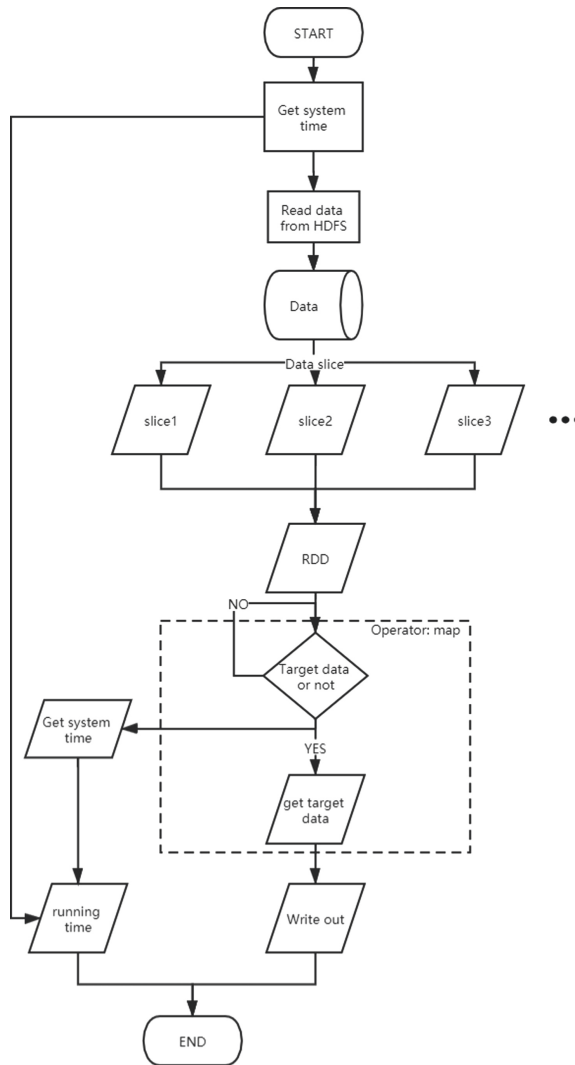 START
Get system
time
Read data
from HDFS
Data
Data slice
slice1
slice2
slice3
RDD
NO
Operator: map
Target data
or not
Get system
time
YES
get target
data
running
time
Write out
END